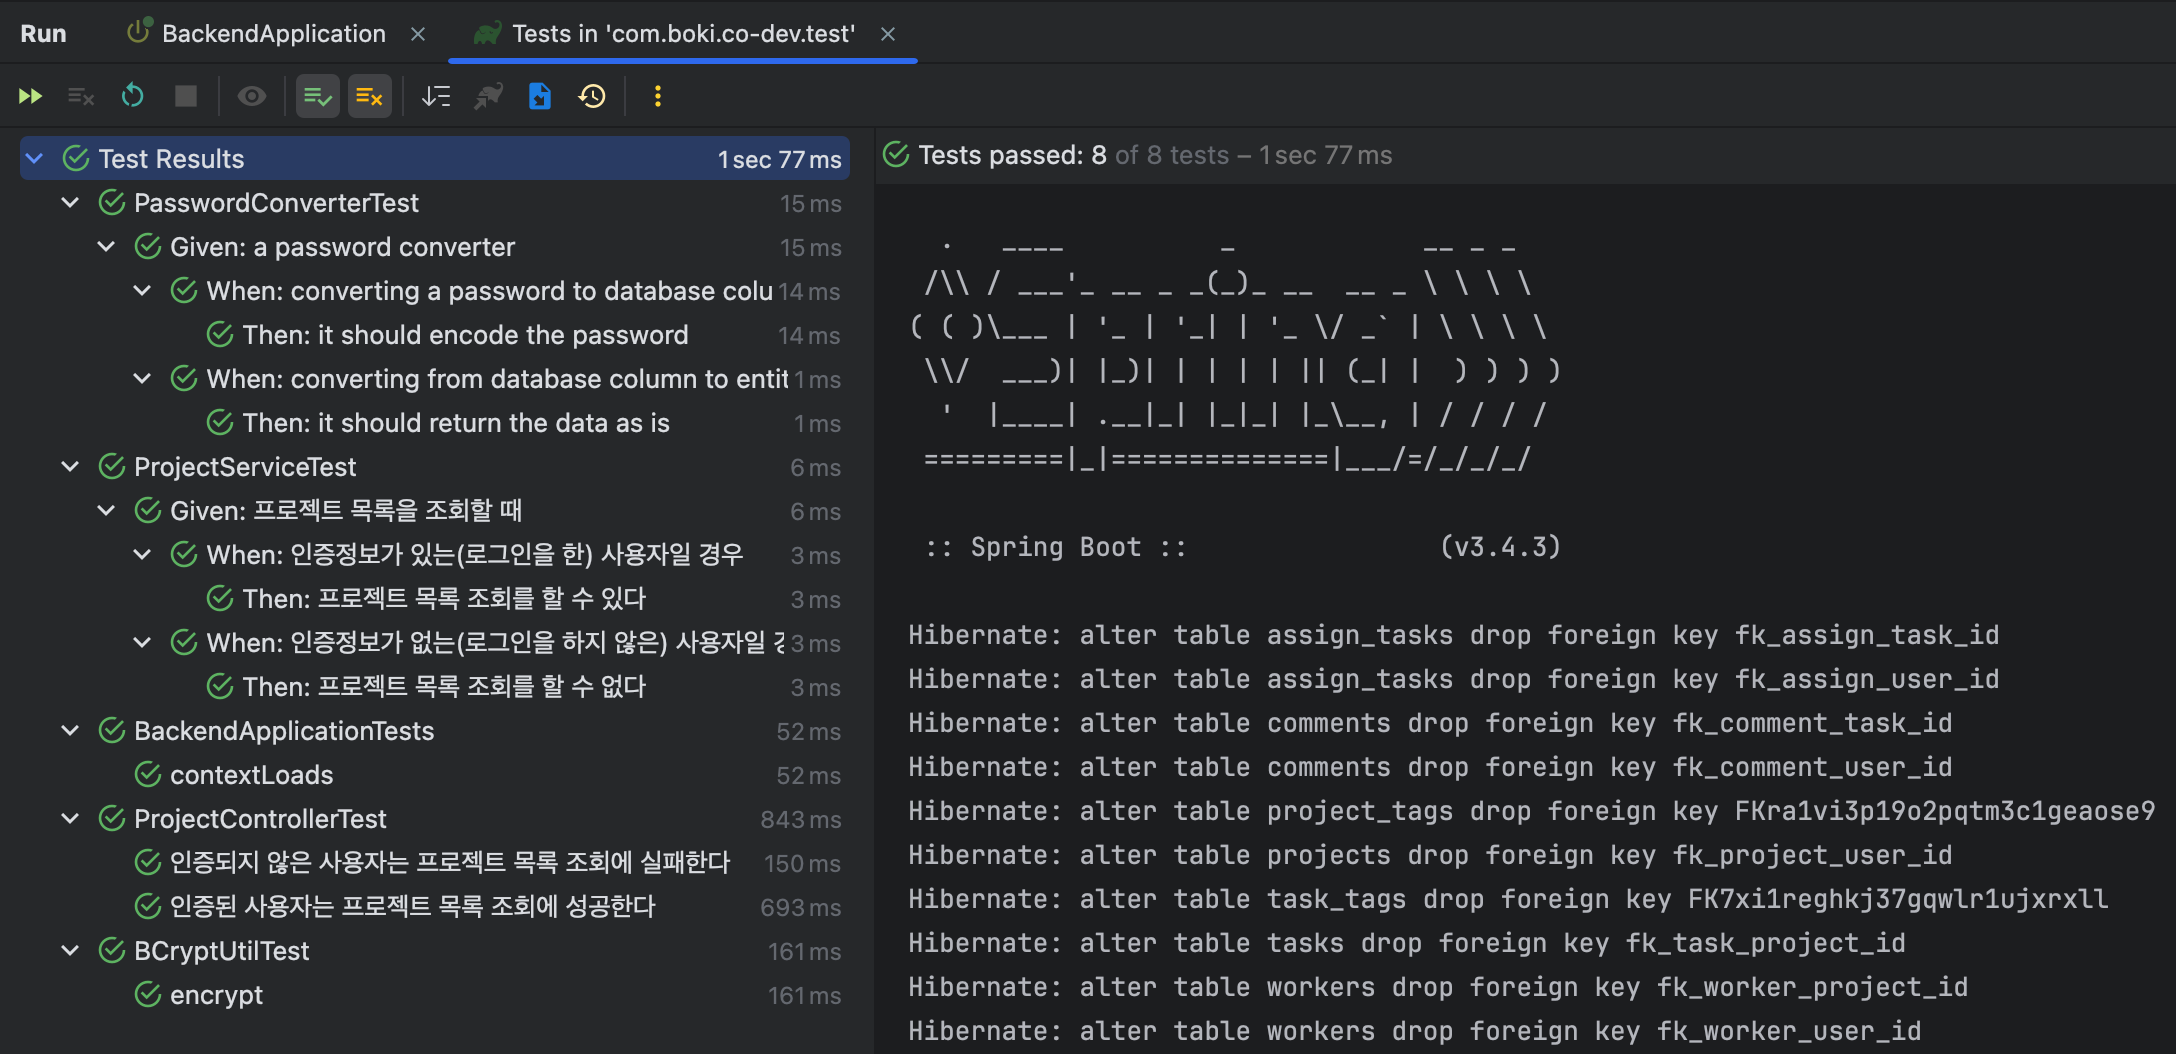 Run BackendApplication Tests in 'com.boki.co-dev.test'
Test Results 1 sec 77 ms
PasswordConverterTest 15 ms
Given: a password converter 15 ms
When: converting a password to database colu 14 ms
Then: it should encode the password 14 ms
When: converting from database column to entit 1 ms
Then: it should return the data as is 1 ms
ProjectServiceTest 6 ms
Given: 프로젝트 목록을 조회할 때 6 ms
When: 인증정보가 있는(로그인을 한) 사용자일 경우 3 ms
Then: 프로젝트 목록 조회를 할 수 있다 3 ms
When: 인증정보가 없는(로그인을 하지 않은) 사용자일 3 ms
Then: 프로젝트 목록 조회를 할 수 없다 3 ms
BackendApplicationTests 52 ms
contextLoads 52 ms
ProjectControllerTest 843 ms
인증되지 않은 사용자는 프로젝트 목록 조회에 실패한다 150 ms
인증된 사용자는 프로젝트 목록 조회에 성공한다 693 ms
BCryptUtilTest 161 ms
encrypt 161 ms
Tests passed: 8 of 8 tests – 1 sec 77 ms
  .   ____          _            __ _ _
 /\\ / ___'_ __ _ _(_)_ __  __ _ \ \ \ \
( ( )\___ | '_ | '_| | '_ \/ _` | \ \ \ \
 \\/  ___)| |_)| | | | | || (_| |  ) ) ) )
  '  |____| .__|_| |_|_| |_\__, | / / / /
 =========|_|==============|___/=/_/_/_/
:: Spring Boot ::                (v3.4.3)
Hibernate: alter table assign_tasks drop foreign key fk_assign_task_id
Hibernate: alter table assign_tasks drop foreign key fk_assign_user_id
Hibernate: alter table comments drop foreign key fk_comment_task_id
Hibernate: alter table comments drop foreign key fk_comment_user_id
Hibernate: alter table project_tags drop foreign key FKra1vi3p19o2pqtm3c1geaose9
Hibernate: alter table projects drop foreign key fk_project_user_id
Hibernate: alter table task_tags drop foreign key FK7xi1reghkj37gqwlr1ujxrxll
Hibernate: alter table tasks drop foreign key fk_task_project_id
Hibernate: alter table workers drop foreign key fk_worker_project_id
Hibernate: alter table workers drop foreign key fk_worker_user_id